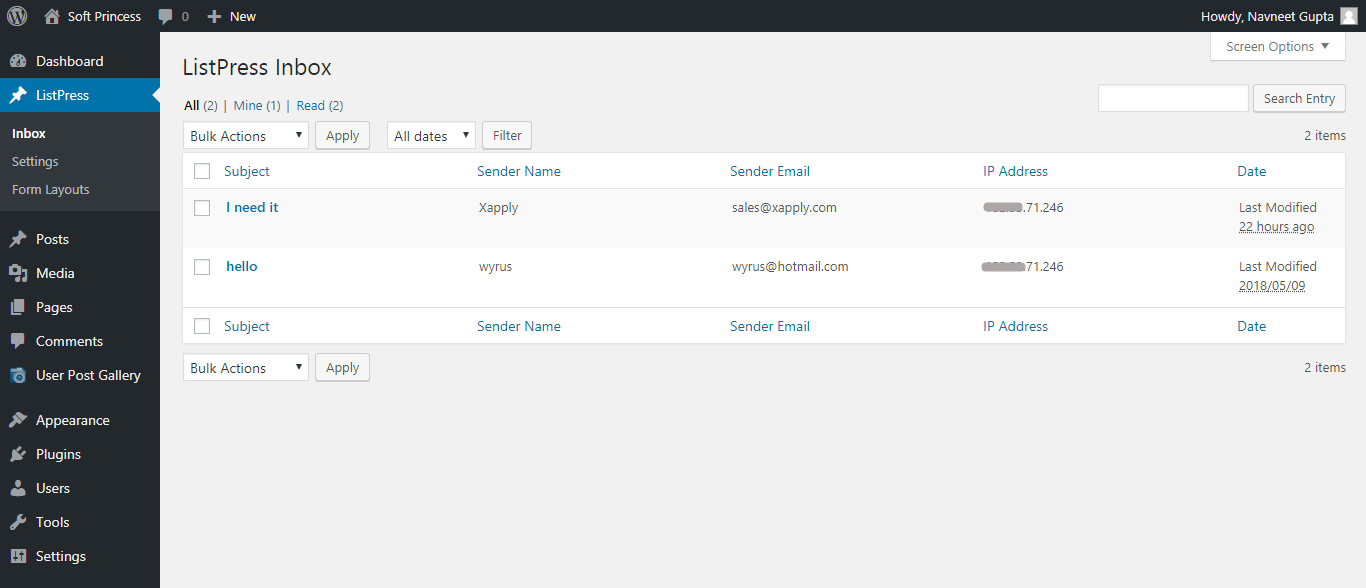 Soft Princess 0 New Howdy, Navneet Gupta
Screen Options
Dashboard
ListPress
Inbox
Settings
Form Layouts
Posts
Media
Pages
Comments
User Post Gallery
Appearance
Plugins
Users
Tools
Settings
ListPress Inbox
All (2) | Mine (1) | Read (2)
Search Entry
Bulk Actions Apply All dates Filter 2 items
Subject Sender Name Sender Email IP Address Date
I need it Xapply sales@xapply.com .71.246 Last Modified
22 hours ago
hello wyrus wyrus@hotmail.com 71.246 Last Modified
2018/05/09
Subject Sender Name Sender Email IP Address Date
Bulk Actions Apply 2 items